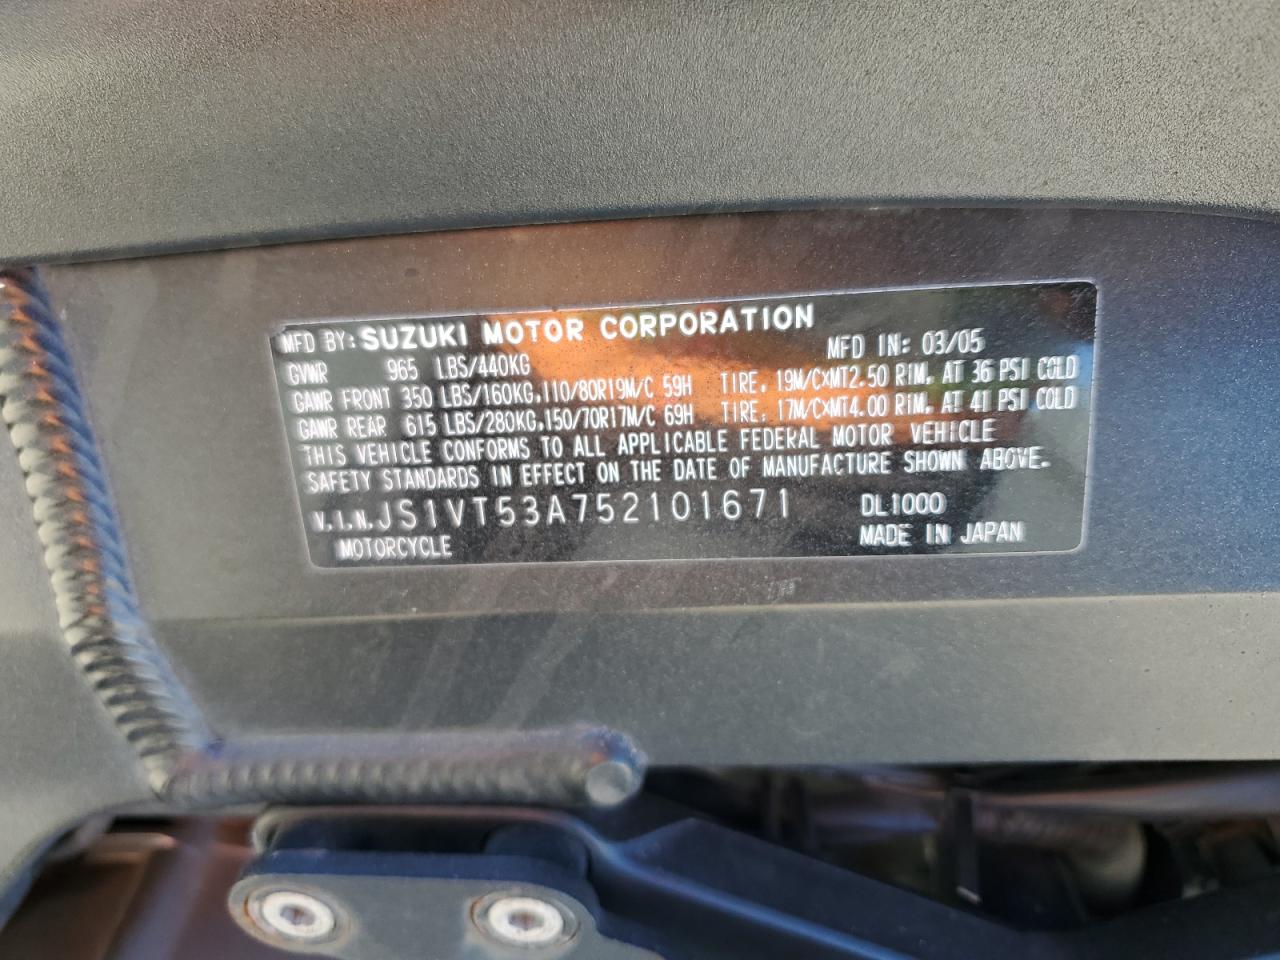 MFD BY: SUZUKI MOTOR CORPORATION
MFD IN: 03/05
GVWR 965 LBS/440KG
GAWR FRONT 350 LBS/160KG, 110/80R19M/C 59H TIRE, 19M/CXMT2.50 RIM, AT 36 PSI COLD
GAWR REAR 615 LBS/280KG, 150/70R17M/C 69H TIRE, 17M/CXMT4.00 RIM, AT 41 PSI COLD
THIS VEHICLE CONFORMS TO ALL APPLICABLE FEDERAL MOTOR VEHICLE
SAFETY STANDARDS IN EFFECT ON THE DATE OF MANUFACTURE SHOWN ABOVE.
V.I.N. JS1VT53A752101671 DL1000
MOTORCYCLE MADE IN JAPAN